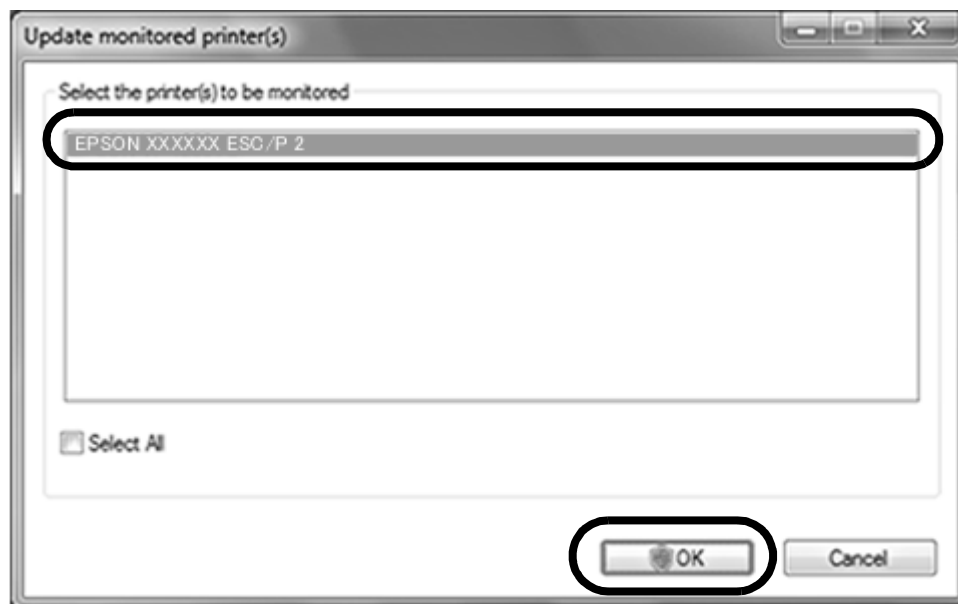 Update monitored printer(s)
Select the printer(s) to be monitored
EPSON XXXXXX ESC/P 2
Select All
OK
Cancel